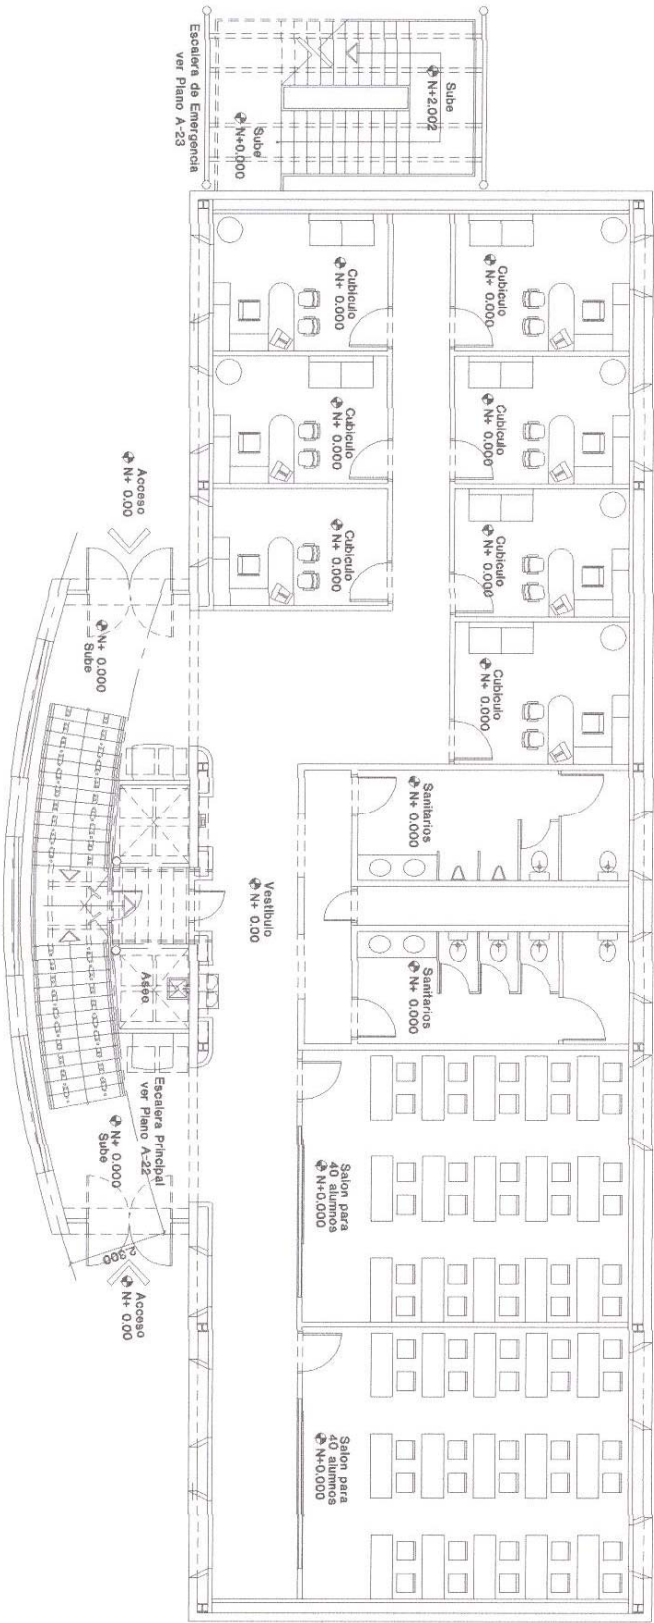 Escalera de Emergencia
ver Plano A-23
Sube
N+2.002
Sube
N+0.000
Cubiculo
N+ 0.000
Cubiculo
N+ 0.000
Cubiculo
N+ 0.000
Cubiculo
N+ 0.000
Cubiculo
N+ 0.000
Cubiculo
N+ 0.000
Cubiculo
N+ 0.000
Acceso
N+ 0.00
N+ 0.000
Sube
Sanitarios
N+ 0.000
Vestibulo
N+ 0.00
Sanitarios
N+ 0.000
Aseo
Escalera Principal
ver Plano A-22
N+ 0.000
Sube
2.300
Acceso
N+ 0.00
Salon para
40 alumnos
N+0.000
Salon para
40 alumnos
N+0.000